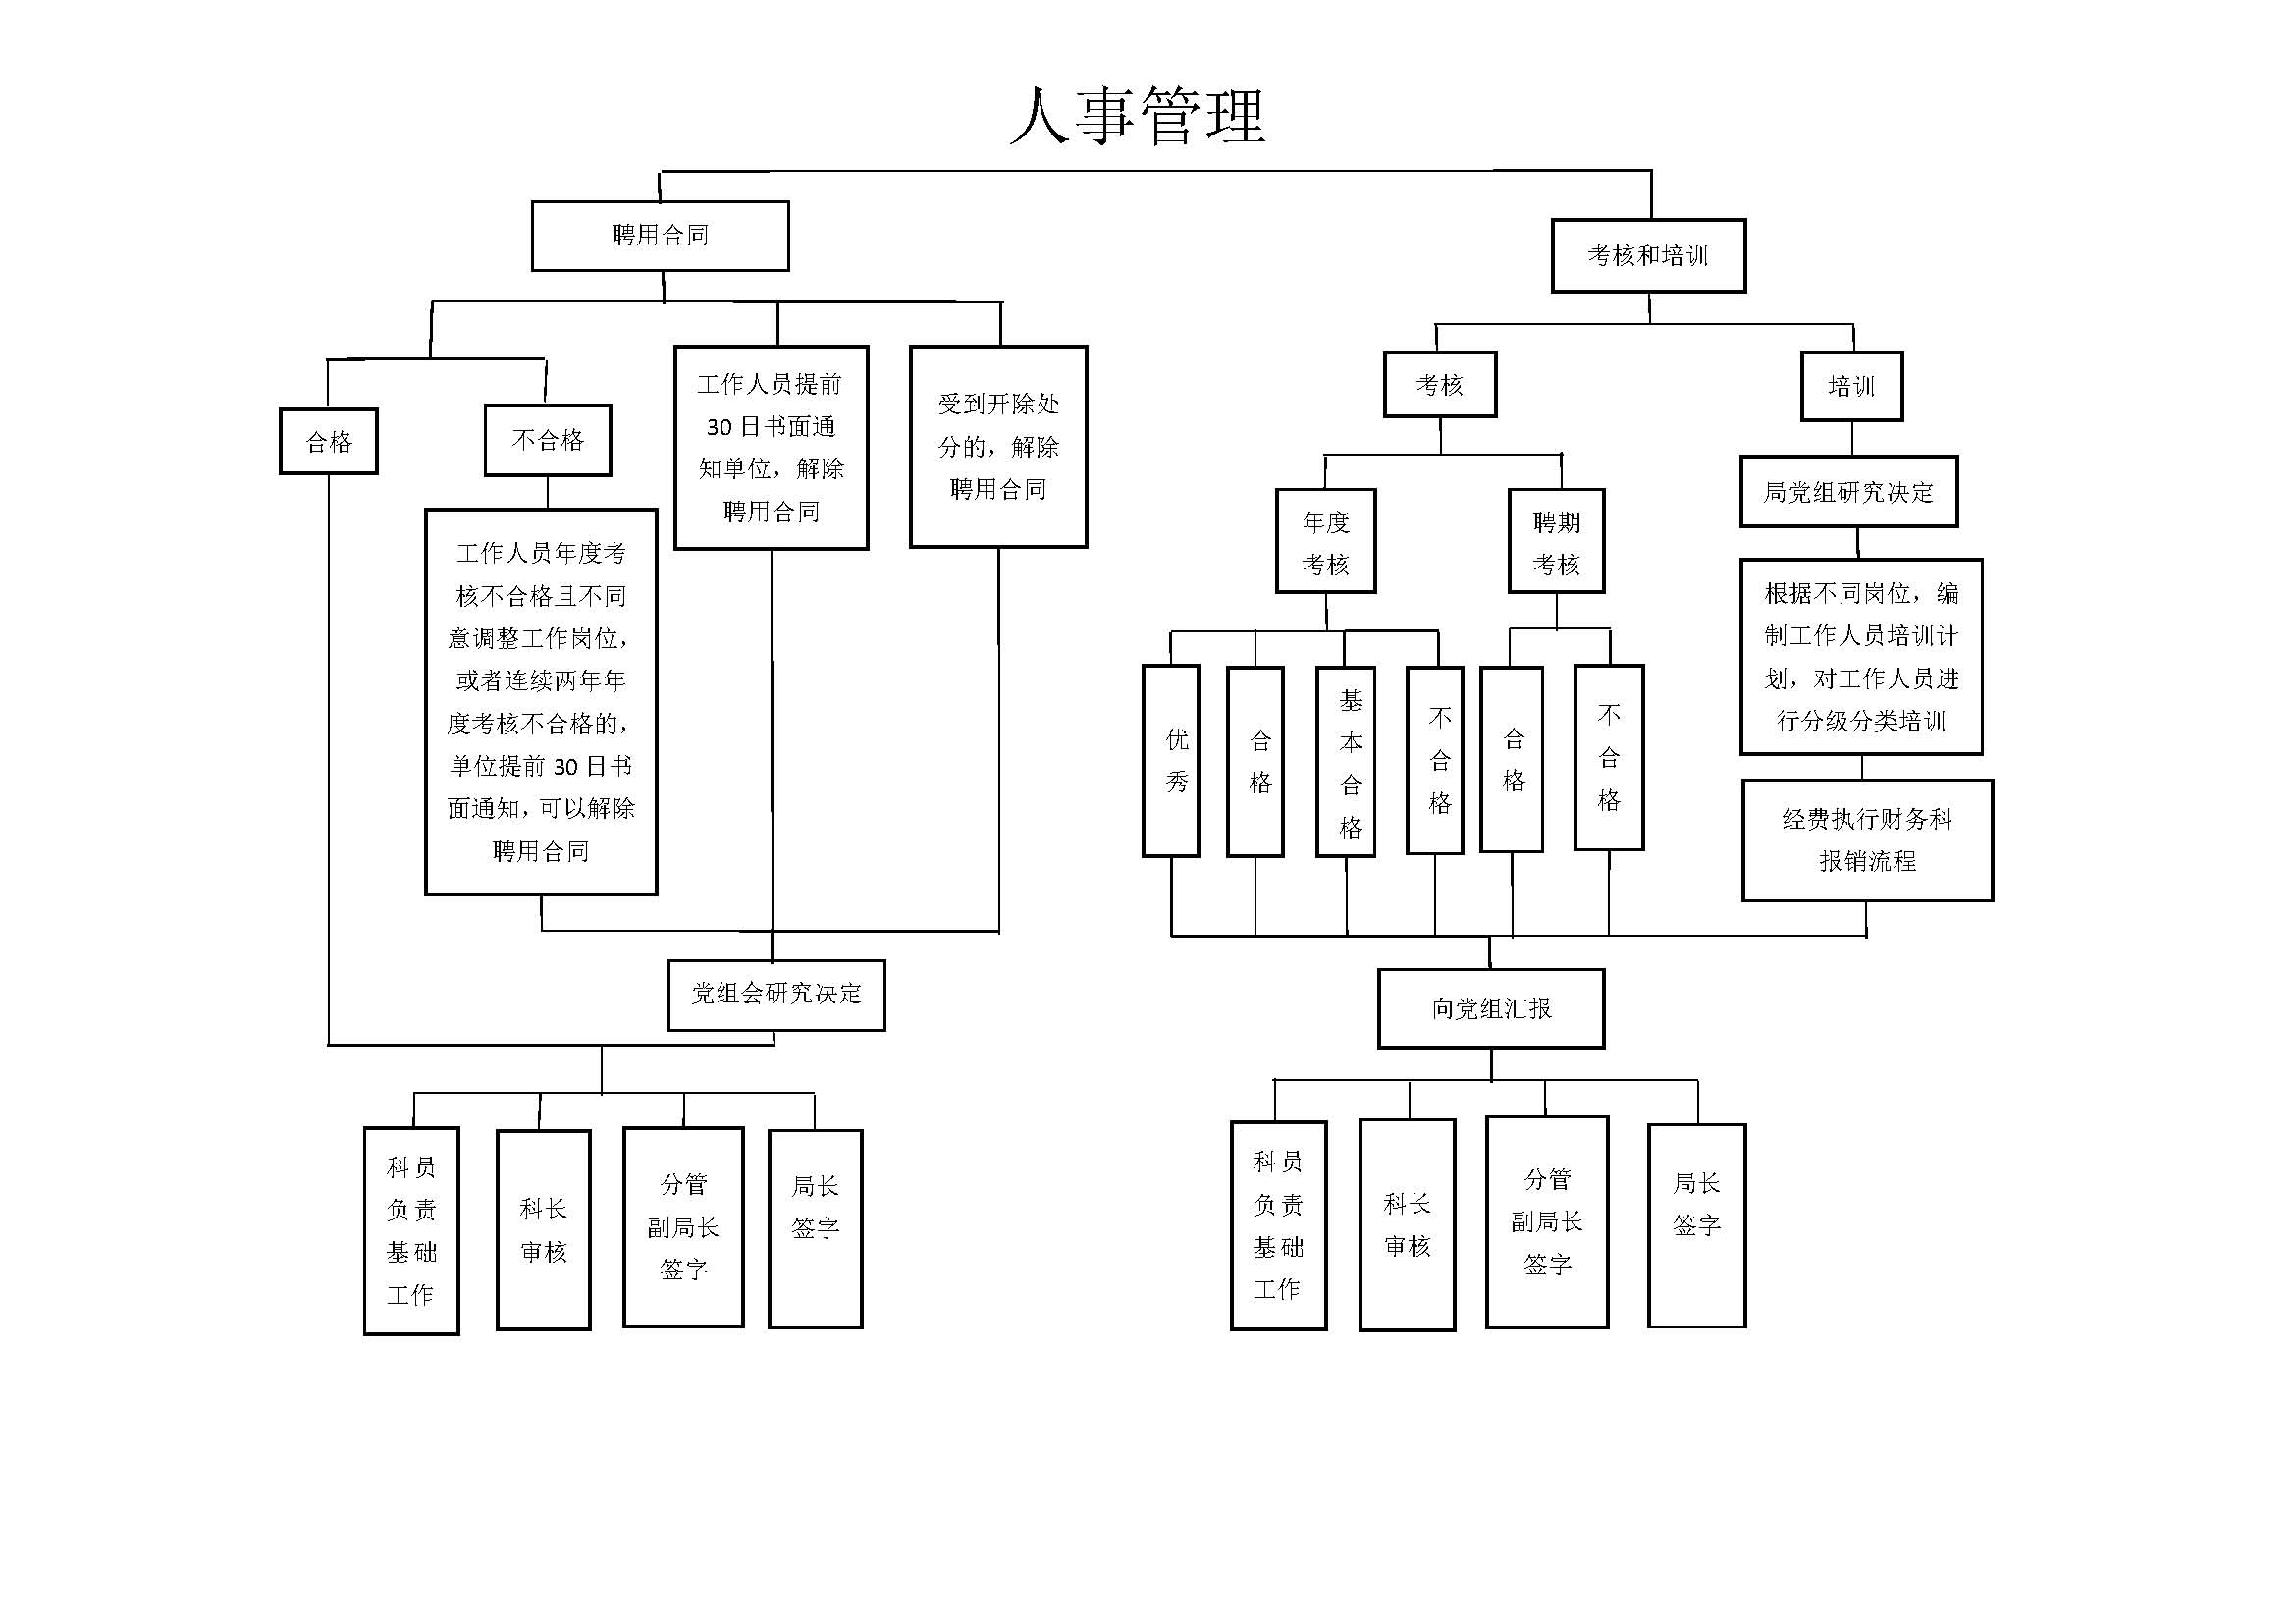 人事管理
聘用合同
合格
不合格
工作人员年度考
核不合格且不同
意调整工作岗位，
或者连续两年年
度考核不合格的，
单位提前 30 日书
面通知，可以解除
聘用合同
工作人员提前
30 日书面通
知单位，解除
聘用合同
受到开除处
分的，解除
聘用合同
党组会研究决定
科员
负责
基础
工作
科长
审核
分管
副局长
签字
局长
签字
考核和培训
考核
年度
考核
优
秀
合
格
基
本
合
格
不
合
格
聘期
考核
合
格
不
合
格
培训
局党组研究决定
根据不同岗位，编
制工作人员培训计
划，对工作人员进
行分级分类培训
经费执行财务科
报销流程
向党组汇报
科员
负责
基础
工作
科长
审核
分管
副局长
签字
局长
签字